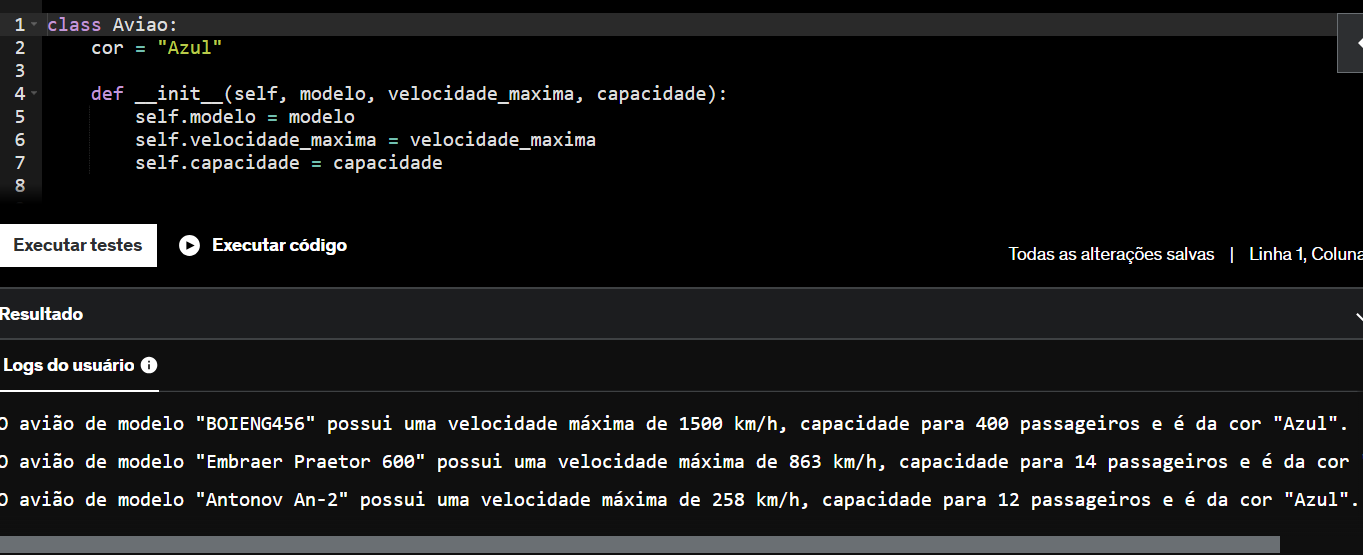 1 class Aviao:
2     cor = "Azul"
3
4     def __init__(self, modelo, velocidade_maxima, capacidade):
5         self.modelo = modelo
6         self.velocidade_maxima = velocidade_maxima
7         self.capacidade = capacidade
8
Executar testes Executar código
Todas as alterações salvas | Linha 1, Coluna
Resultado
Logs do usuário
O avião de modelo "BOIENG456" possui uma velocidade máxima de 1500 km/h, capacidade para 400 passageiros e é da cor "Azul".
O avião de modelo "Embraer Praetor 600" possui uma velocidade máxima de 863 km/h, capacidade para 14 passageiros e é da cor
O avião de modelo "Antonov An-2" possui uma velocidade máxima de 258 km/h, capacidade para 12 passageiros e é da cor "Azul".